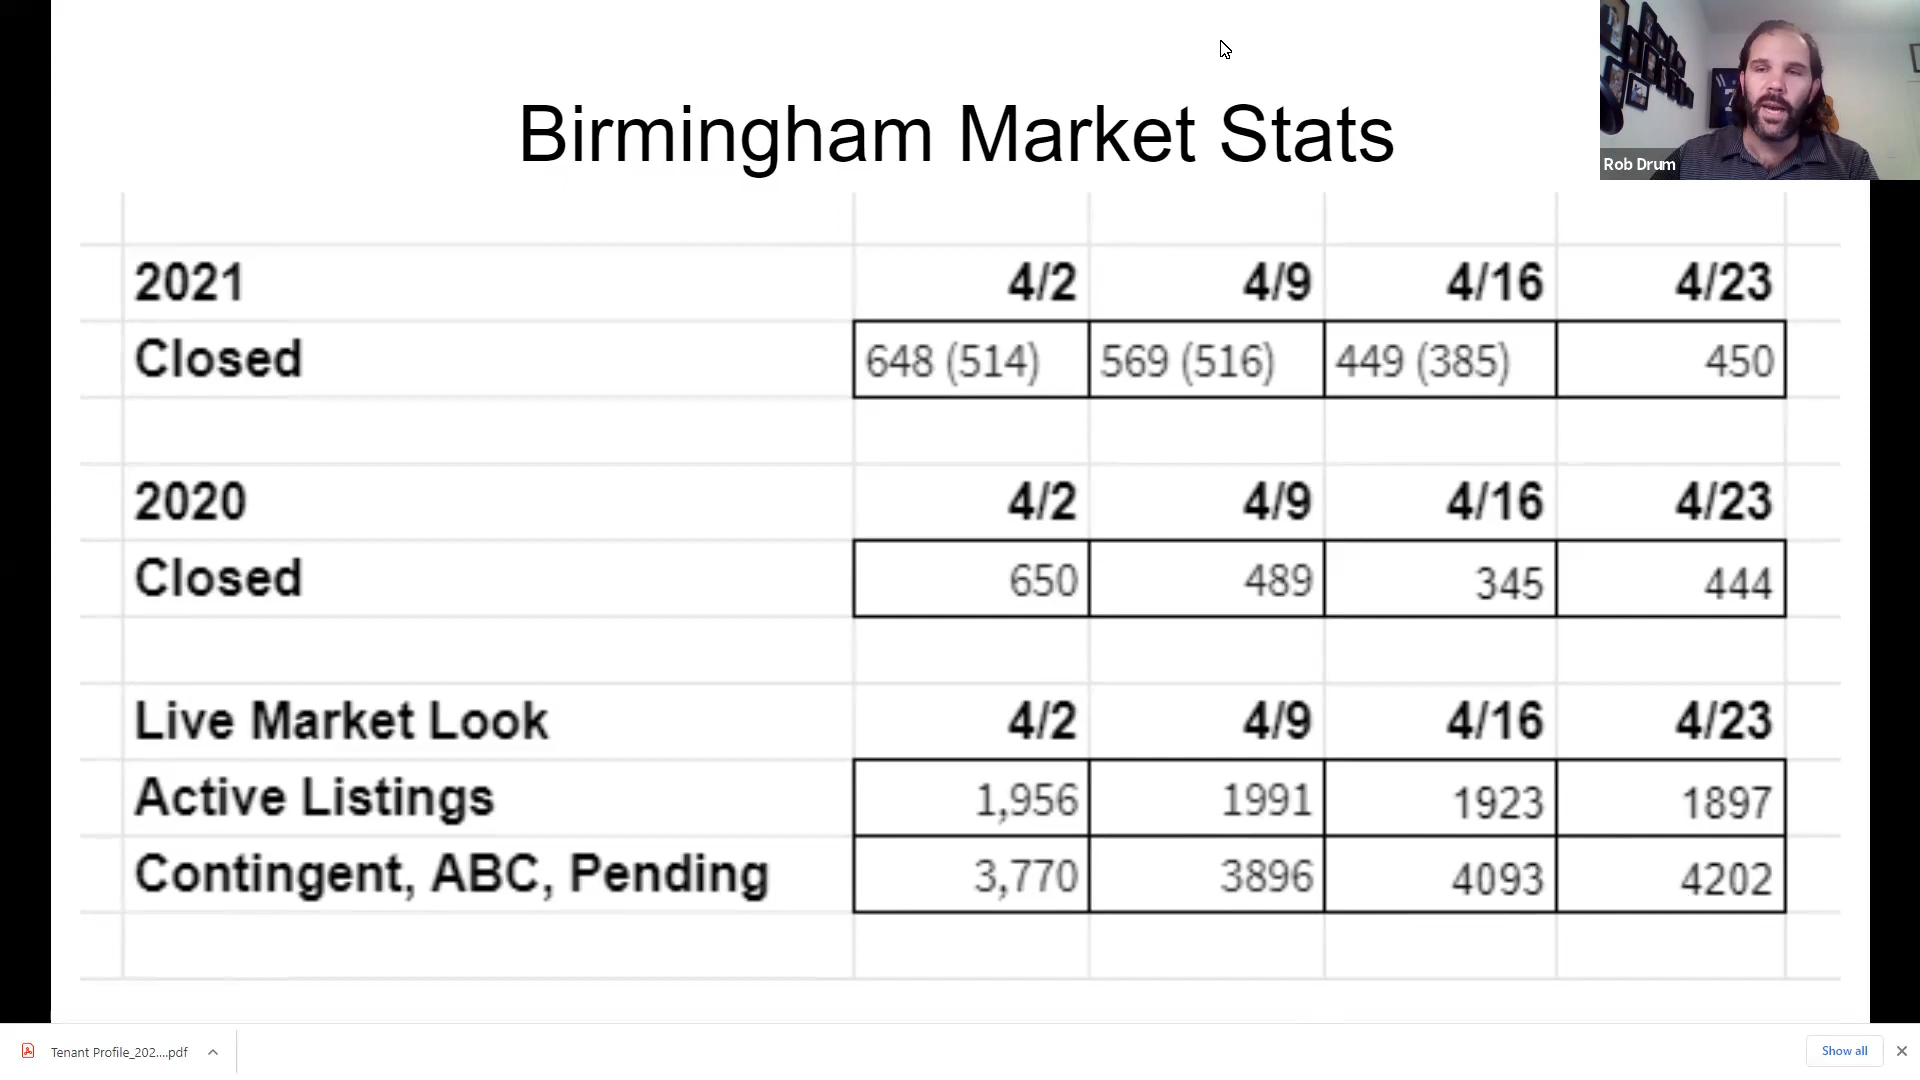 Birmingham Market Stats
Rob Drum
2021 4/2 4/9 4/16 4/23
Closed 648 (514) 569 (516) 449 (385) 450
2020 4/2 4/9 4/16 4/23
Closed 650 489 345 444
Live Market Look 4/2 4/9 4/16 4/23
Active Listings 1,956 1991 1923 1897
Contingent, ABC, Pending 3,770 3896 4093 4202
Tenant Profile_202....pdf Show all